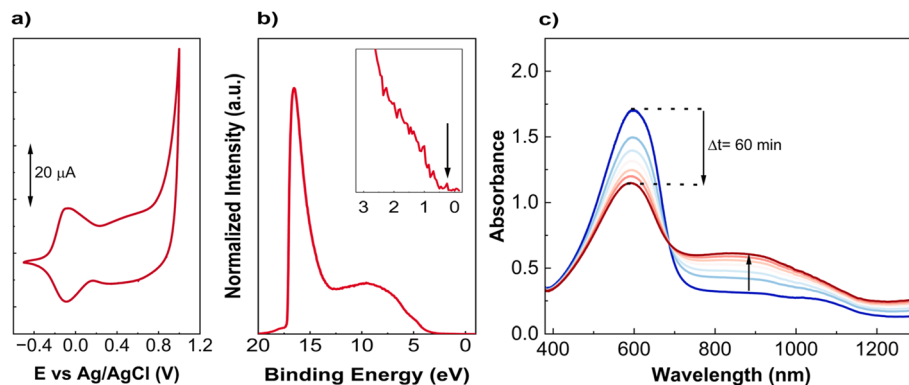 a)
20 μA
−0.4 0.0 0.4 0.8 1.2
E vs Ag/AgCl (V)
b)
Normalized Intensity (a.u.)
3 2 1 0
20 15 10 5 0
Binding Energy (eV)
c)
Absorbance
2.0
1.5
1.0
0.5
0.0
Δt= 60 min
400 600 800 1000 1200
Wavelength (nm)